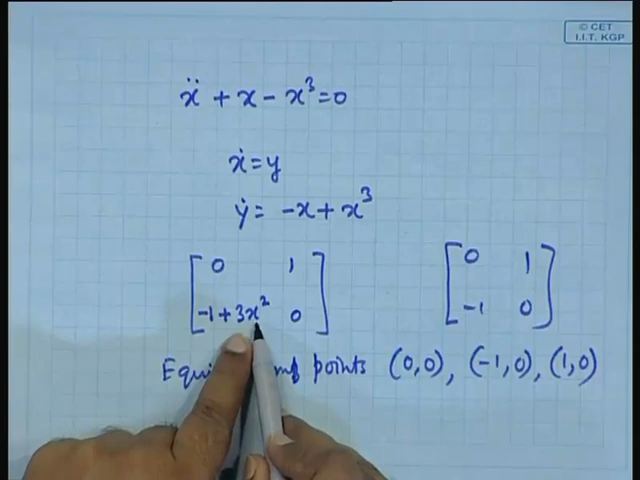 © CET
I.I.T. KGP
ẍ + x - x³ = 0
ẋ = y
ẏ = -x + x³
[ 0 1 ] [ 0 1 ]
[ -1 + 3x² 0 ] [ -1 0 ]
points (0,0), (-1,0), (1,0)